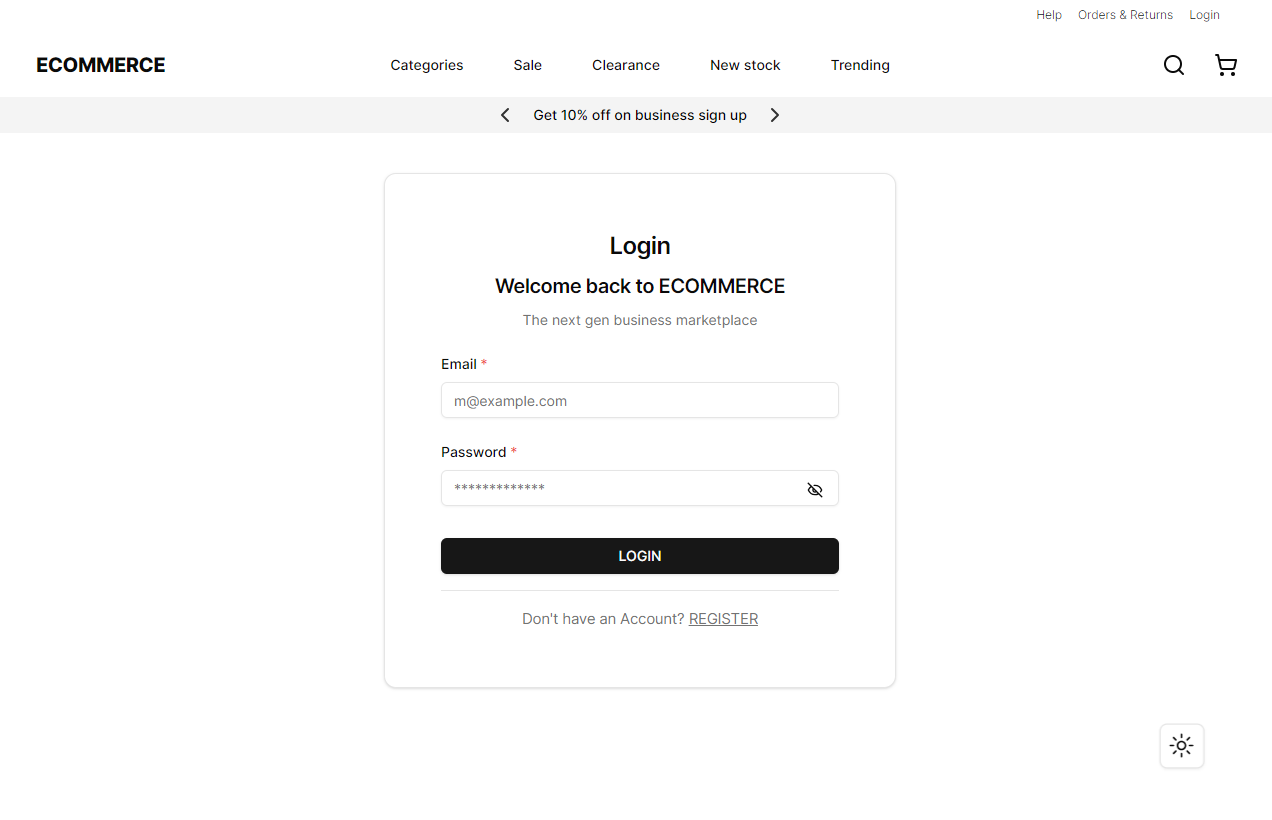 Help Orders & Returns Login
ECOMMERCE Categories Sale Clearance New stock Trending
Get 10% off on business sign up
Login
Welcome back to ECOMMERCE
The next gen business marketplace
Email *
m@example.com
Password *
*************
LOGIN
Don't have an Account? REGISTER